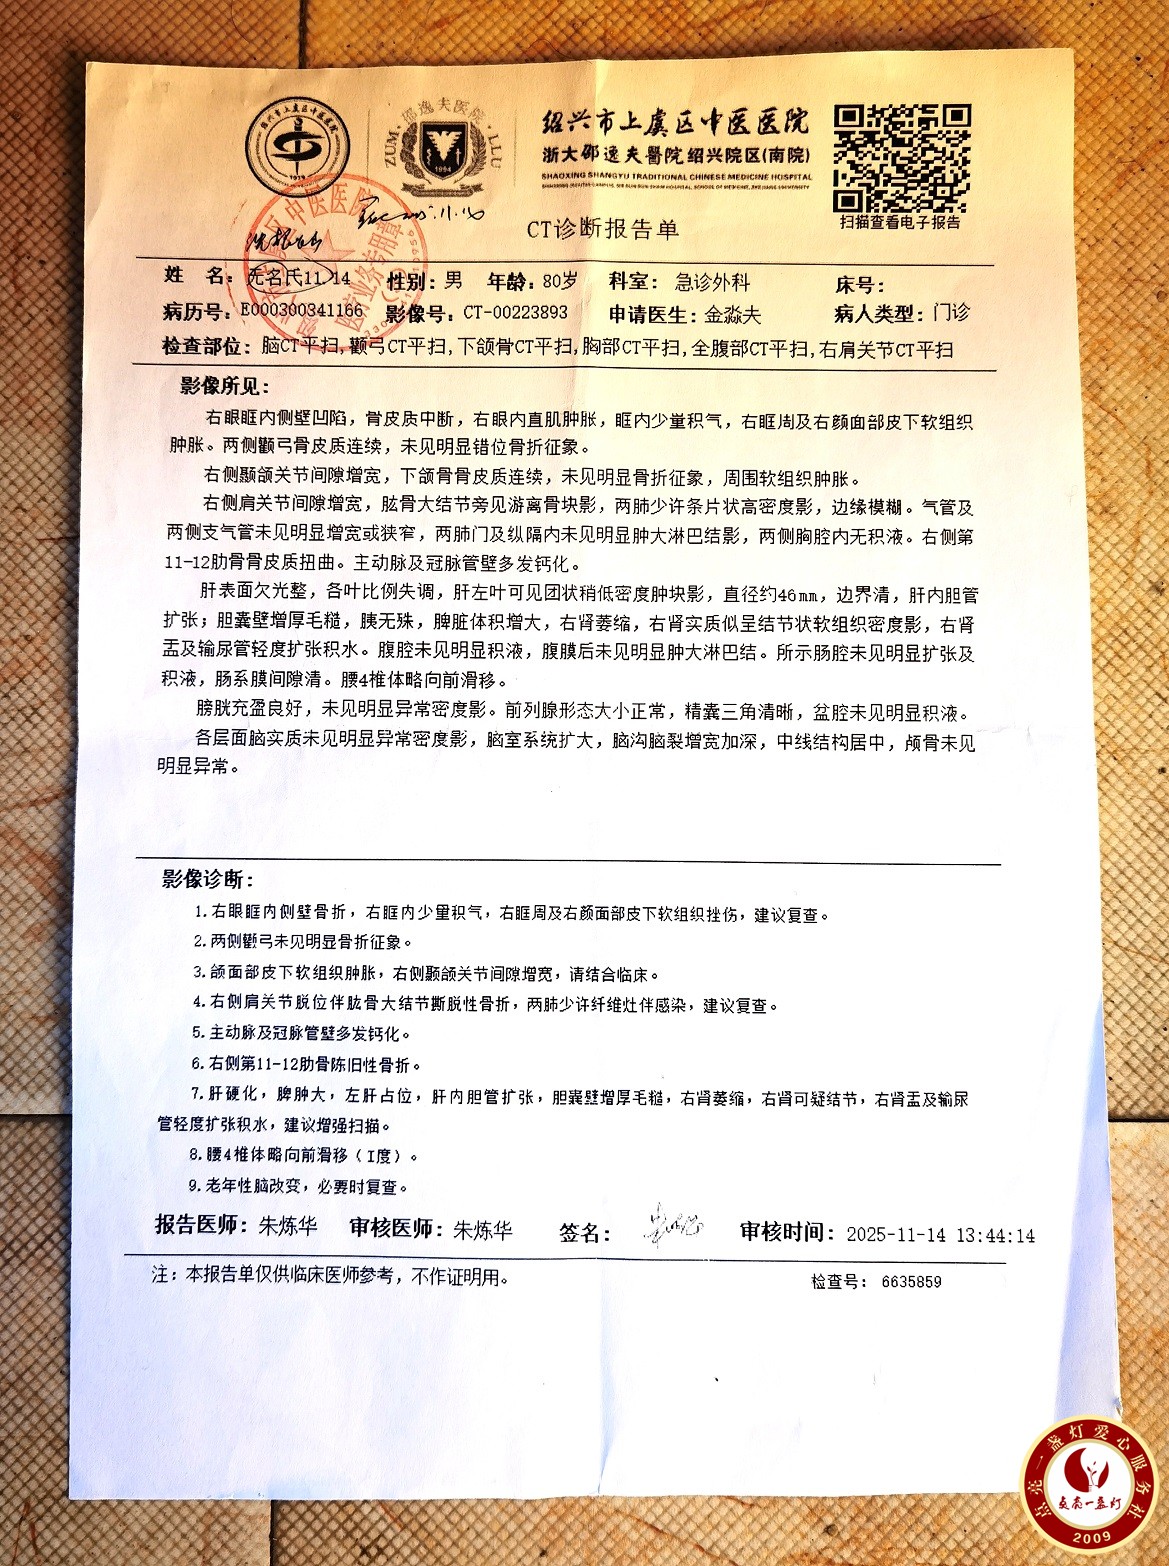 绍兴市上虞区中医医院
浙大邵逸夫醫院绍兴院区(南院)
SHAOXING SHANGYU TRADITIONAL CHINESE MEDICINE HOSPITAL
扫描查看电子报告
CT诊断报告单
姓 名: 无名氏11.14 性别: 男 年龄: 80岁 科室: 急诊外科 床号:
病历号: E000300341166 影像号: CT-00223893 申请医生: 金淼夫 病人类型: 门诊
检查部位: 脑CT平扫,颧弓CT平扫,下颌骨CT平扫,胸部CT平扫,全腹部CT平扫,右肩关节CT平扫
影像所见:
右眼眶内侧壁凹陷，骨皮质中断，右眼内直肌肿胀，眶内少量积气，右眶周及右颜面部皮下软组织
肿胀。两侧颧弓骨皮质连续，未见明显错位骨折征象。
右侧颞颌关节间隙增宽，下颌骨骨皮质连续，未见明显骨折征象，周围软组织肿胀。
右侧肩关节间隙增宽，肱骨大结节旁见游离骨块影，两肺少许条片状高密度影，边缘模糊。气管及
两侧支气管未见明显增宽或狭窄，两肺门及纵隔内未见明显肿大淋巴结影，两侧胸腔内无积液。右侧第
11-12肋骨骨皮质扭曲。主动脉及冠脉管壁多发钙化。
肝表面欠光整，各叶比例失调，肝左叶可见团状稍低密度肿块影，直径约46mm，边界清，肝内胆管
扩张；胆囊壁增厚毛糙，胰无殊，脾脏体积增大，右肾萎缩，右肾实质似呈结节状软组织密度影，右肾
盂及输尿管轻度扩张积水。腹腔未见明显积液，腹膜后未见明显肿大淋巴结。所示肠腔未见明显扩张及
积液，肠系膜间隙清。腰4椎体略向前滑移。
膀胱充盈良好，未见明显异常密度影。前列腺形态大小正常，精囊三角清晰，盆腔未见明显积液。
各层面脑实质未见明显异常密度影，脑室系统扩大，脑沟脑裂增宽加深，中线结构居中，颅骨未见
明显异常。
影像诊断:
1.右眼眶内侧壁骨折，右眶内少量积气，右眶周及右颜面部皮下软组织挫伤，建议复查。
2.两侧颧弓未见明显骨折征象。
3.颌面部皮下软组织肿胀，右侧颞颌关节间隙增宽，请结合临床。
4.右侧肩关节脱位伴肱骨大结节撕脱性骨折，两肺少许纤维灶伴感染，建议复查。
5.主动脉及冠脉管壁多发钙化。
6.右侧第11-12肋骨陈旧性骨折。
7.肝硬化，脾肿大，左肝占位，肝内胆管扩张，胆囊壁增厚毛糙，右肾萎缩，右肾可疑结节，右肾盂及输尿
管轻度扩张积水，建议增强扫描。
8.腰4椎体略向前滑移（I度）。
9.老年性脑改变，必要时复查。
报告医师: 朱炼华 审核医师: 朱炼华 签名: 审核时间: 2025-11-14 13:44:14
注: 本报告单仅供临床医师参考，不作证明用。 检查号: 6635859
点亮一盏灯爱心服务社
点亮一盏灯
2009